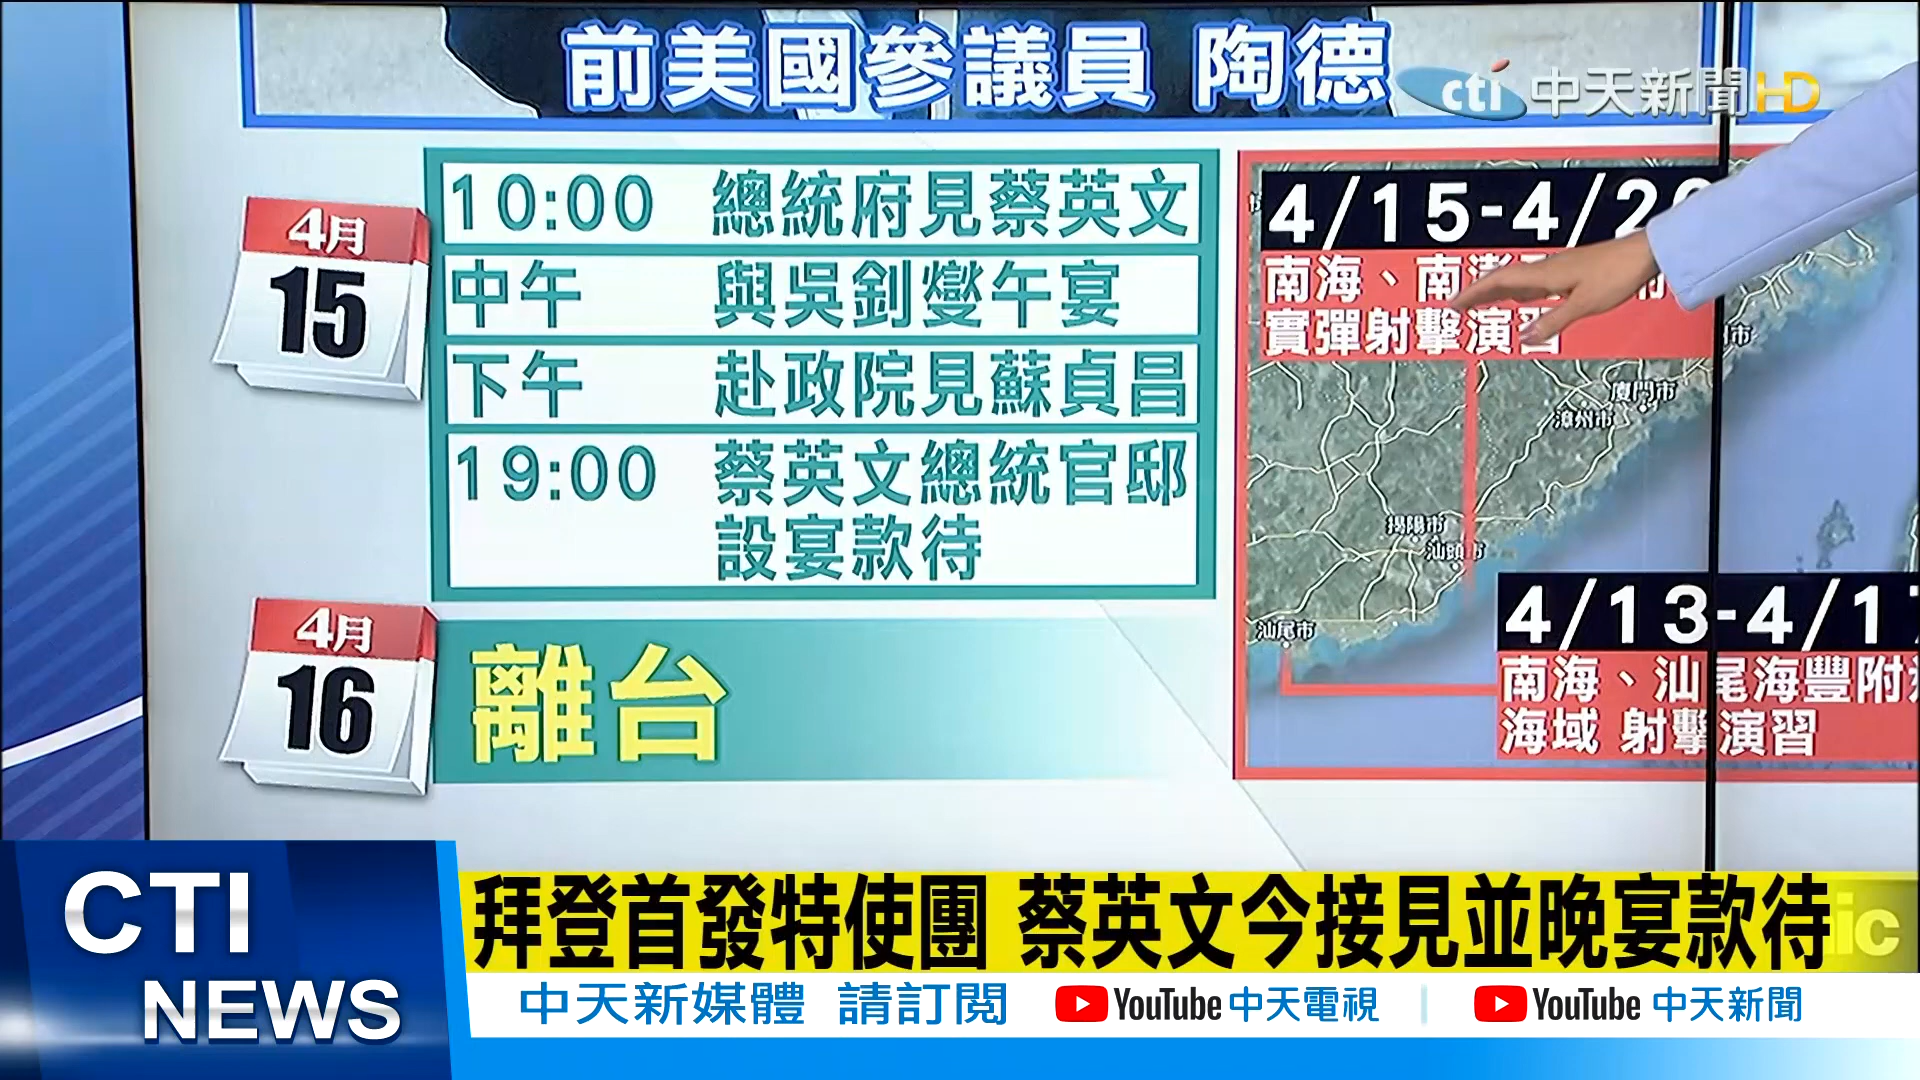 前美國參議員 陶德
cti 中天新聞HD
4月
15
10:00 總統府見蔡英文
中午 與吳釗燮午宴
下午 赴政院見蘇貞昌
19:00 蔡英文總統官邸
設宴款待
4月
16
離台
4/15-4/20
南海、南澎
實彈射擊演習
廈門市
漳州市
揭陽市
汕頭市
汕尾市
4/13-4/17
南海、汕尾海豐附近
海域 射擊演習
CTI
NEWS
拜登首發特使團 蔡英文今接見並晚宴款待
中天新媒體 請訂閱 YouTube 中天電視 | YouTube 中天新聞